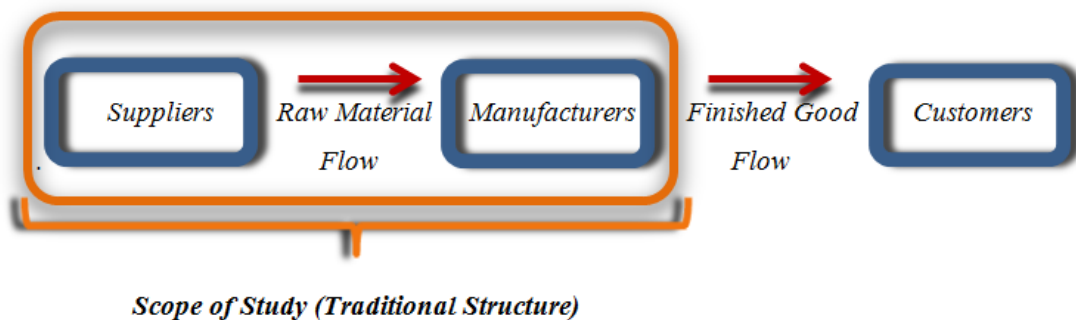 Suppliers
Raw Material
Flow
Manufacturers
Finished Good
Flow
Customers
.
Scope of Study (Traditional Structure)